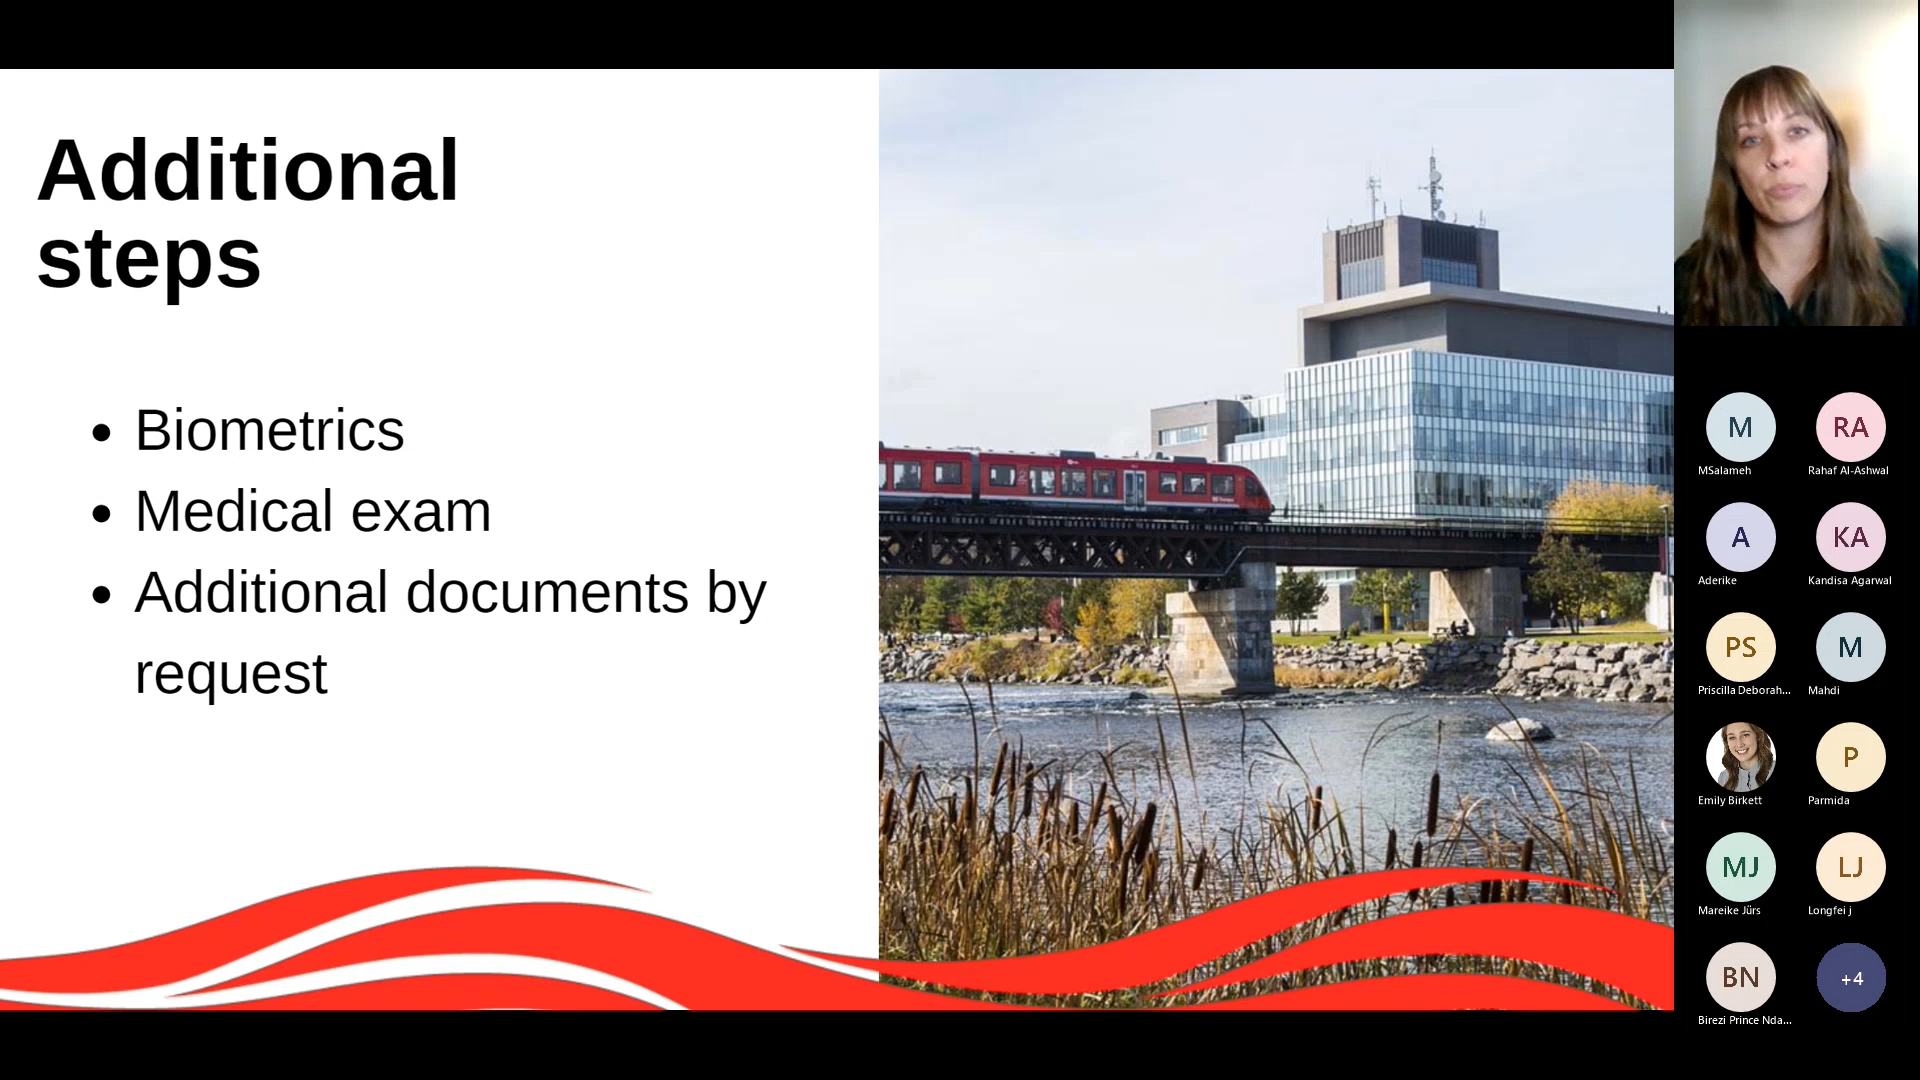 Additional
steps
• Biometrics
• Medical exam
• Additional documents by
request
M
RA
MSalameh
Rahaf Al-Ashwal
A
KA
Aderike
Kandisa Agarwal
PS
M
Priscilla Deborah...
Mahdi
P
Emily Birkett
Parmida
MJ
LJ
Mareike Jürs
Longfei j
BN
+4
Birezi Prince Nda...